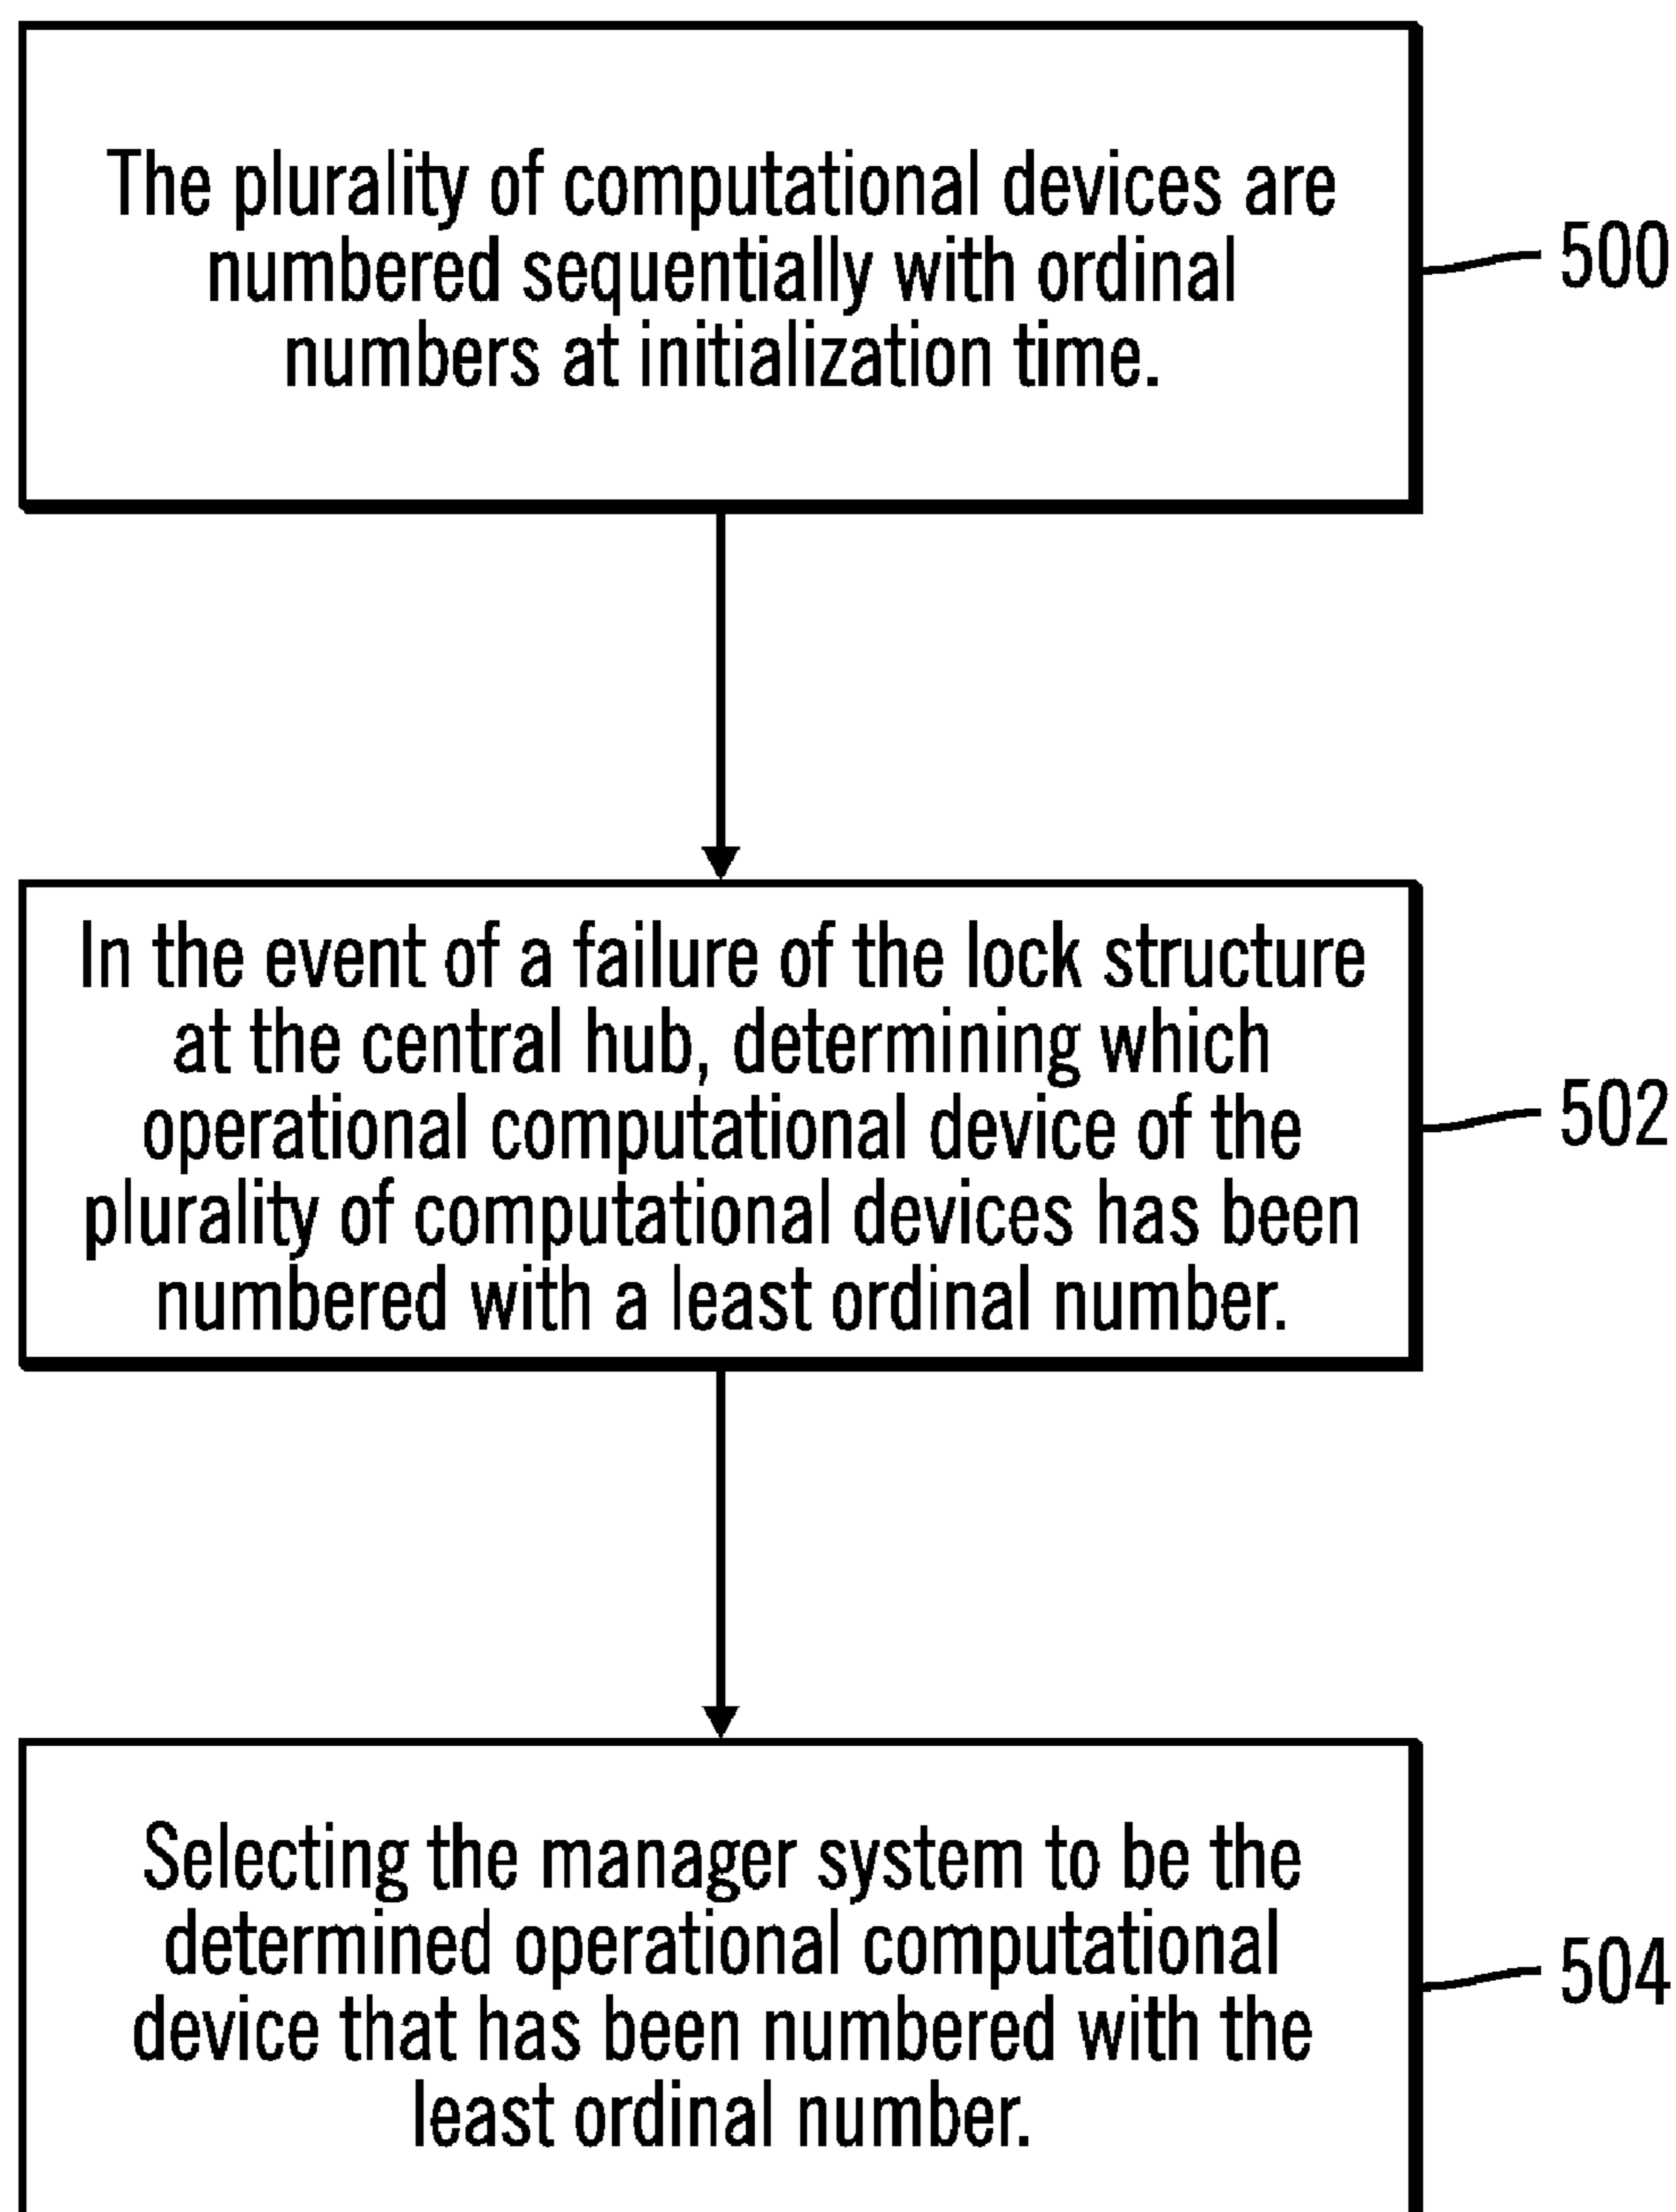 The plurality of computational devices are
numbered sequentially with ordinal
numbers at initialization time.
500
In the event of a failure of the lock structure
at the central hub, determining which
operational computational device of the
plurality of computational devices has been
numbered with a least ordinal number.
502
Selecting the manager system to be the
determined operational computational
device that has been numbered with the
least ordinal number.
504